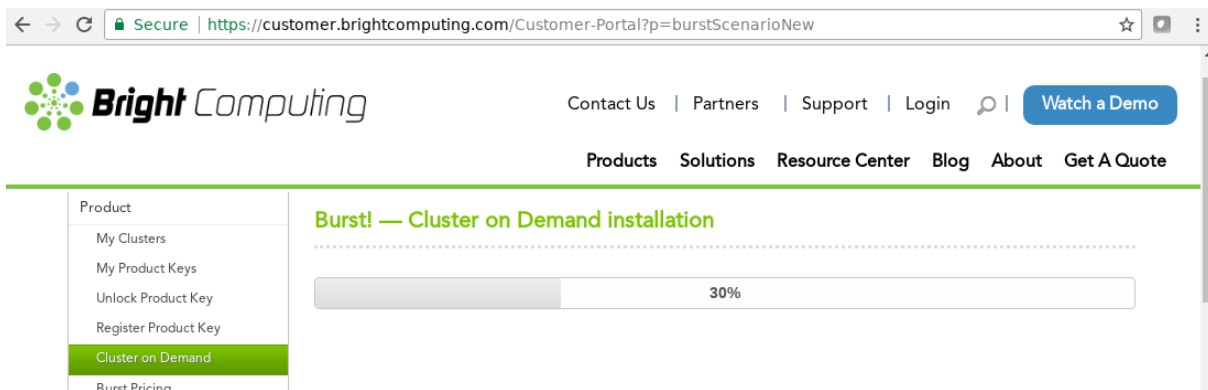 Secure | https://customer.brightcomputing.com/Customer-Portal?p=burstScenarioNew
Bright Computing
Contact Us | Partners | Support | Login | Watch a Demo
Products Solutions Resource Center Blog About Get A Quote
Product
My Clusters
My Product Keys
Unlock Product Key
Register Product Key
Cluster on Demand
Burst Pricing
Burst! — Cluster on Demand installation
30%